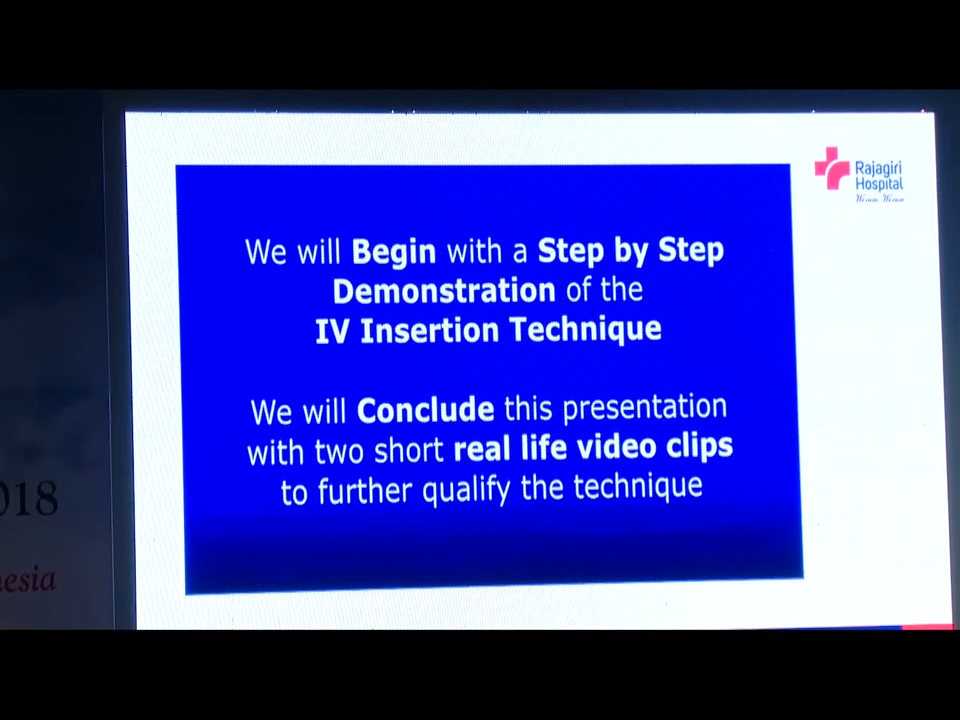 Rajagiri
Hospital
We will Begin with a Step by Step
Demonstration of the
IV Insertion Technique
We will Conclude this presentation
with two short real life video clips
to further qualify the technique
018
esia